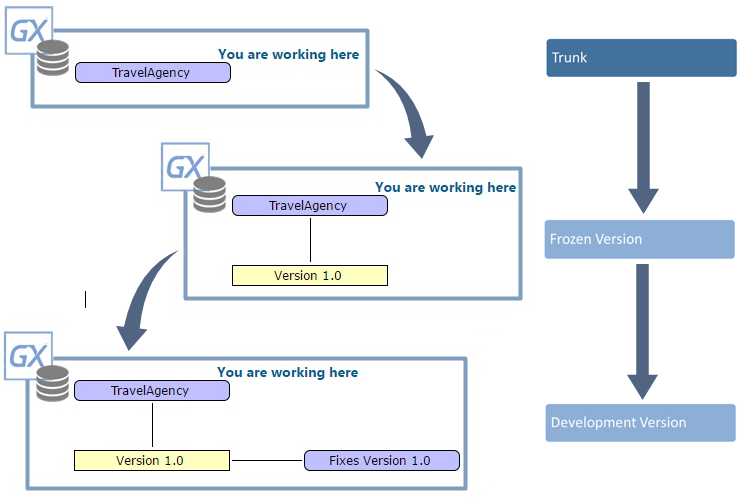 GX
You are working here
TravelAgency
Trunk
GX
You are working here
TravelAgency
Version 1.0
Frozen Version
GX
You are working here
TravelAgency
Version 1.0
Fixes Version 1.0
Development Version